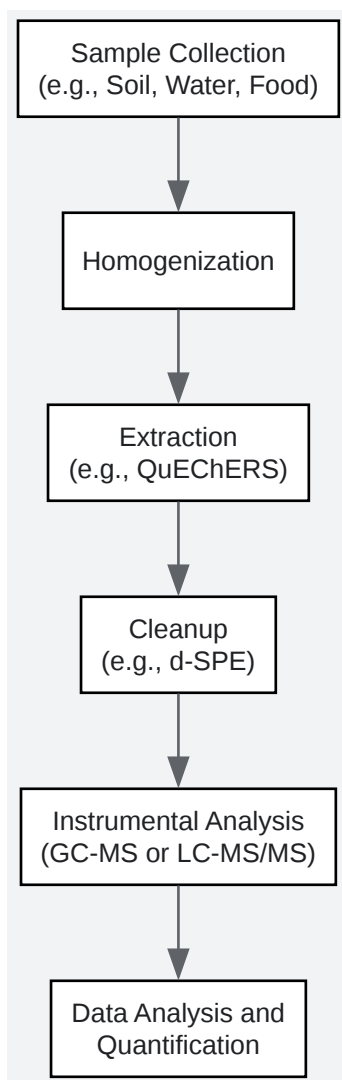 Sample Collection
(e.g., Soil, Water, Food)
Homogenization
Extraction
(e.g., QuEChERS)
Cleanup
(e.g., d-SPE)
Instrumental Analysis
(GC-MS or LC-MS/MS)
Data Analysis and
Quantification